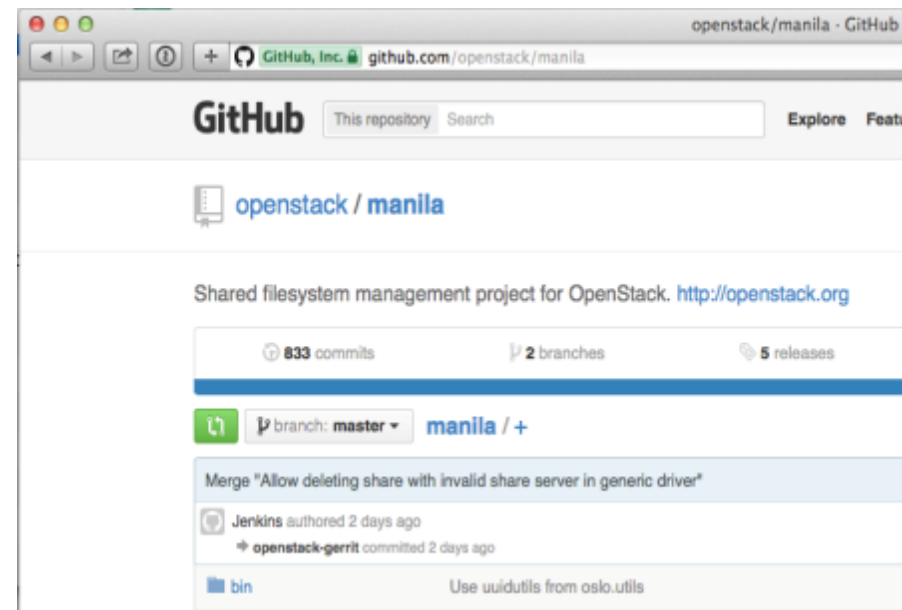 openstack/manila - GitHub
GitHub, Inc. github.com/openstack/manila
GitHub This repository Search Explore Featu
openstack / manila
Shared filesystem management project for OpenStack. http://openstack.org
833 commits 2 branches 5 releases
branch: master manila / +
Merge "Allow deleting share with invalid share server in generic driver"
Jenkins authored 2 days ago
openstack-gerrit committed 2 days ago
bin Use uuidutils from oslo.utils